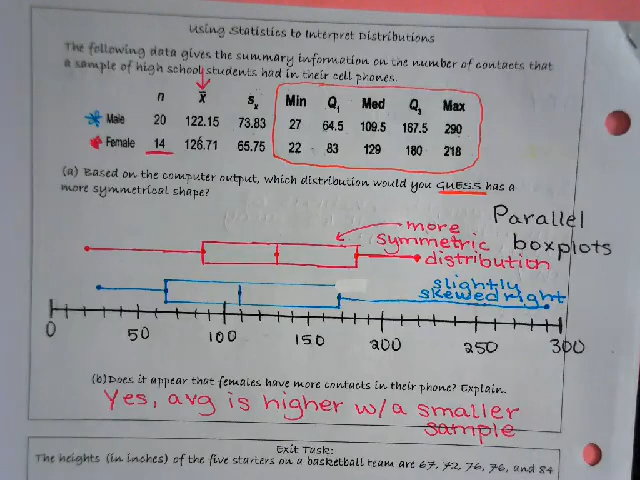 Using Statistics to Interpret Distributions
The following data gives the summary information on the number of contacts that
a sample of high school students had in their cell phones.
n x̄ sₓ Min Q₁ Med Q₃ Max
Male 20 122.15 73.83 27 64.5 109.5 167.5 290
Female 14 126.71 65.75 22 83 129 180 218
(a) Based on the computer output, which distribution would you GUESS has a
more symmetrical shape?
Parallel
boxplots
more
symmetric
distribution
slightly
skewed right
0 50 100 150 200 250 300
(b) Does it appear that females have more contacts in their phone? Explain.
Yes, avg is higher w/a smaller
sample
Exit Task:
The heights (in inches) of the five starters on a basketball team are 67, 72, 76, 76, and 84